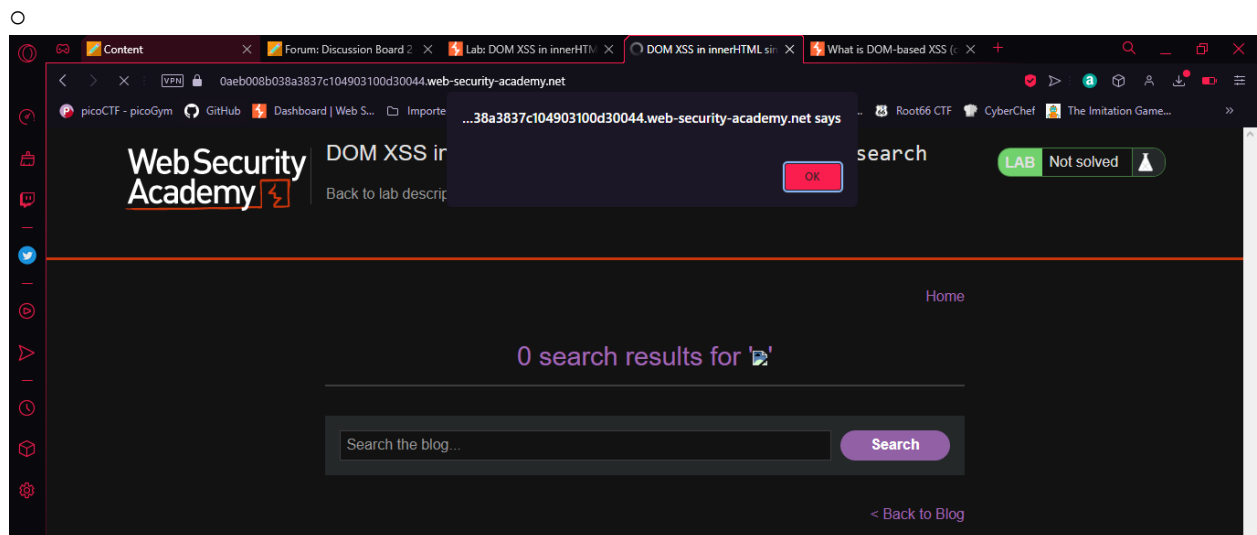 o
Content
Forum: Discussion Board 2
Lab: DOM XSS in innerHTM
DOM XSS in innerHTML sin
What is DOM-based XSS (c
VPN
0aeb008b038a3837c104903100d30044.web-security-academy.net
picoCTF - picoGym
GitHub
Dashboard | Web S...
Importe
Root66 CTF
CyberChef
The Imitation Game...
...38a3837c104903100d30044.web-security-academy.net says
OK
Web Security
Academy
DOM XSS in
search
Back to lab descrip
LAB
Not solved
Home
0 search results for ''
Search the blog...
Search
< Back to Blog